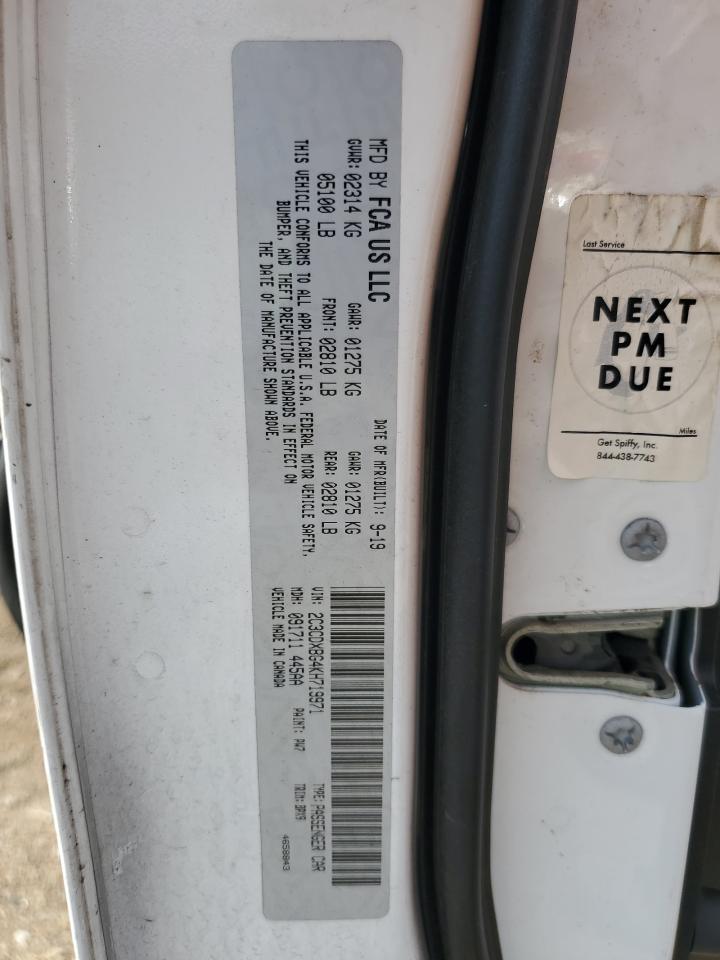 MFD BY FCA US LLC
DATE OF MFR(BUILT): 9-19
GVWR: 02314 KG GAWR: 01275 KG GAWR: 01275 KG
05100 LB FRONT: 02810 LB REAR: 02810 LB
THIS VEHICLE CONFORMS TO ALL APPLICABLE U.S.A. FEDERAL MOTOR VEHICLE SAFETY,
BUMPER, AND THEFT PREVENTION STANDARDS IN EFFECT ON
THE DATE OF MANUFACTURE SHOWN ABOVE.
VIN: 2C3CDXBG4KH719971 TYPE: PASSENGER CAR
MDH: 091711 445AA PAINT: PW7 TRIM: BPX9
VEHICLE MADE IN CANADA
4658843
Last Service
NEXT
PM
DUE
Miles
Get Spiffy, Inc.
844-438-7743